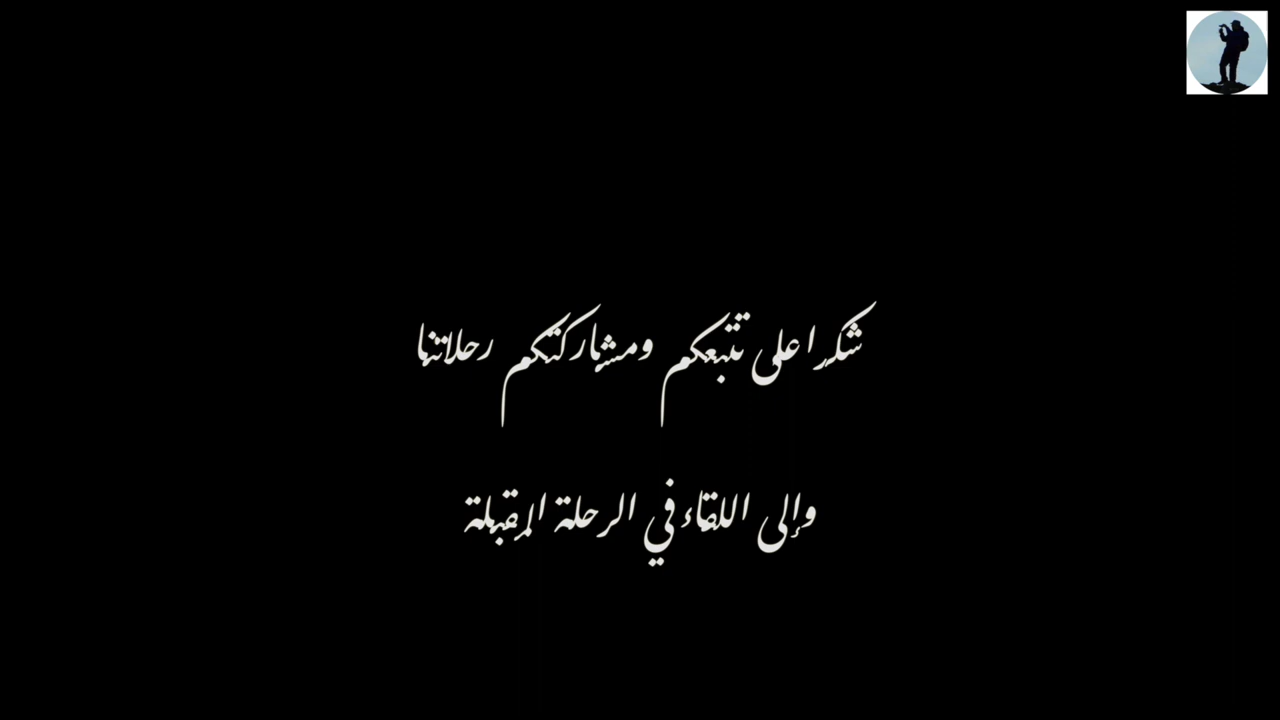 شكرا على تتبعكم ومشاركتكم رحلاتنا
وإلى اللقاء في الرحلة المقبلة